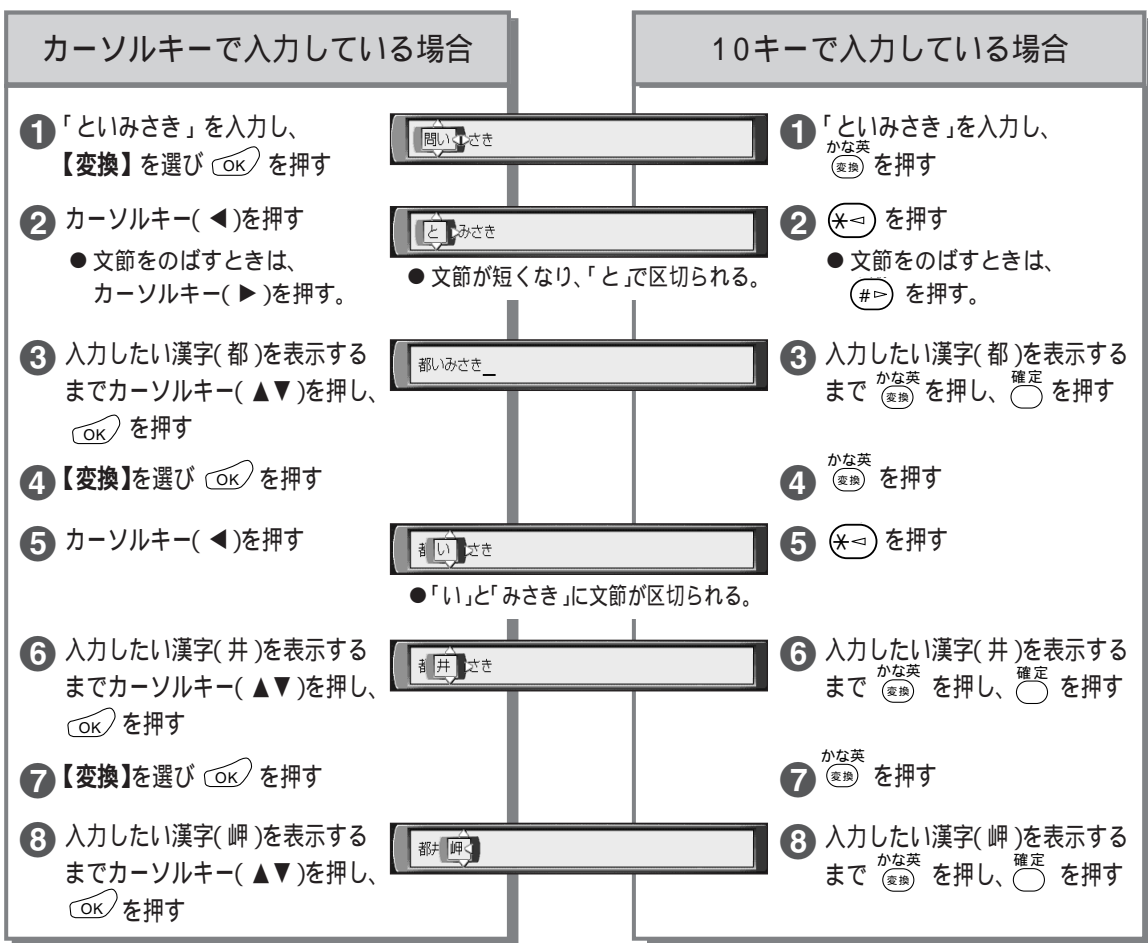 カーソルキーで入力している場合
❶「といみさき」を入力し、
【変換】を選び OK を押す
❷ カーソルキー(◀)を押す
● 文節をのばすときは、
カーソルキー(▶)を押す。
❸ 入力したい漢字(都)を表示する
までカーソルキー(▲▼)を押し、
OK を押す
❹【変換】を選び OK を押す
❺ カーソルキー(◀)を押す
❻ 入力したい漢字(井)を表示する
までカーソルキー(▲▼)を押し、
OK を押す
❼【変換】を選び OK を押す
❽ 入力したい漢字(岬)を表示する
までカーソルキー(▲▼)を押し、
OK を押す
問い さき
と みさき
● 文節が短くなり、「と」で区切られる。
都いみさき_
都 い さき
●「い」と「みさき」に文節が区切られる。
都 井 さき
都井 岬
10キーで入力している場合
❶「といみさき」を入力し、
かな英
変換 を押す
❷ ＊◁ を押す
● 文節をのばすときは、
#▷ を押す。
❸ 入力したい漢字(都)を表示する
まで かな英 変換 を押し、 確定 を押す
❹ かな英 変換 を押す
❺ ＊◁ を押す
❻ 入力したい漢字(井)を表示する
まで かな英 変換 を押し、 確定 を押す
❼ かな英 変換 を押す
❽ 入力したい漢字(岬)を表示する
まで かな英 変換 を押し、 確定 を押す